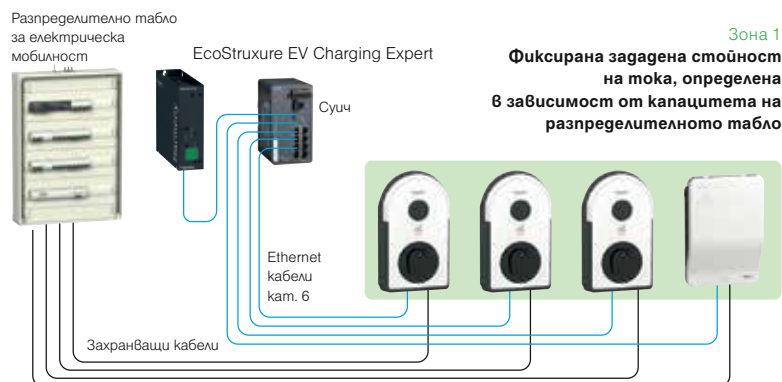 Разпределително табло
за електрическа
мобилност
EcoStruxure EV Charging Expert
Суич
Зона 1
Фиксирана зададена стойност
на тока, определена
в зависимост от капацитета на
разпределителното табло
Ethernet
кабели
кат. 6
Захранващи кабели